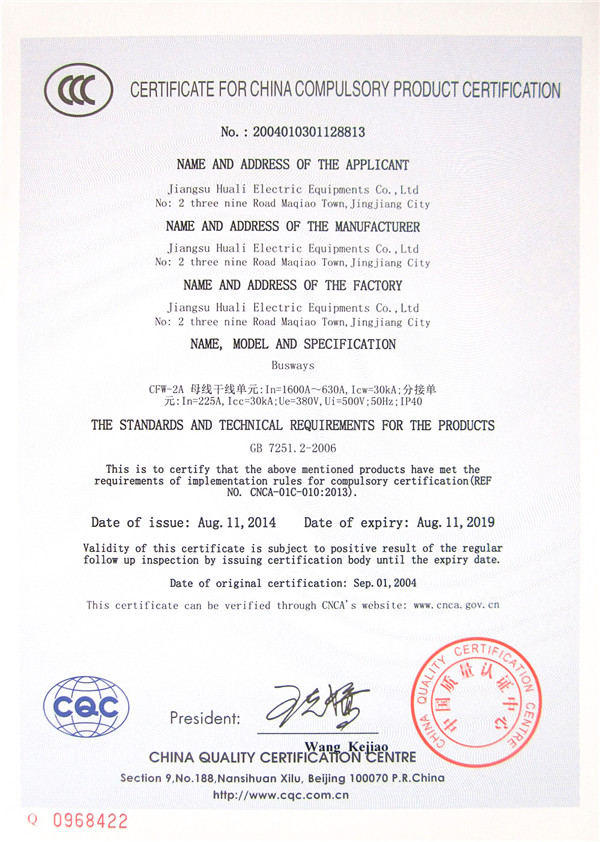 CCC CERTIFICATE FOR CHINA COMPULSORY PRODUCT CERTIFICATION
No. : 2004010301128813
NAME AND ADDRESS OF THE APPLICANT
Jiangsu Huali Electric Equipments Co.,Ltd
No: 2 three nine Road Maqiao Town,Jingjiang City
NAME AND ADDRESS OF THE MANUFACTURER
Jiangsu Huali Electric Equipments Co.,Ltd
No: 2 three nine Road Maqiao Town,Jingjiang City
NAME AND ADDRESS OF THE FACTORY
Jiangsu Huali Electric Equipments Co.,Ltd
No: 2 three nine Road Maqiao Town,Jingjiang City
NAME, MODEL AND SPECIFICATION
Busways
CFW-2A 母线干线单元:In=1600A～630A,Icw=30kA;分接单
元:In=225A,Icc=30kA;Ue=380V,Ui=500V;50Hz;IP40
THE STANDARDS AND TECHNICAL REQUIREMENTS FOR THE PRODUCTS
GB 7251.2-2006
This is to certify that the above mentioned products have met the
requirements of implementation rules for compulsory certification(REF
NO. CNCA-01C-010:2013).
Date of issue: Aug.11,2014 Date of expiry: Aug.11,2019
Validity of this certificate is subject to positive result of the regular
follow up inspection by issuing certification body until the expiry date.
Date of original certification: Sep.01,2004
This certificate can be verified through CNCA's website: www.cnca.gov.cn
CQC
President:
王克娇
Wang Kejiao
CHINA QUALITY CERTIFICATION CENTRE
中国质量认证中心
CHINA QUALITY CERTIFICATION CENTRE
Section 9,No.188,Nansihuan Xilu, Beijing 100070 P.R.China
http://www.cqc.com.cn
Q 0968422